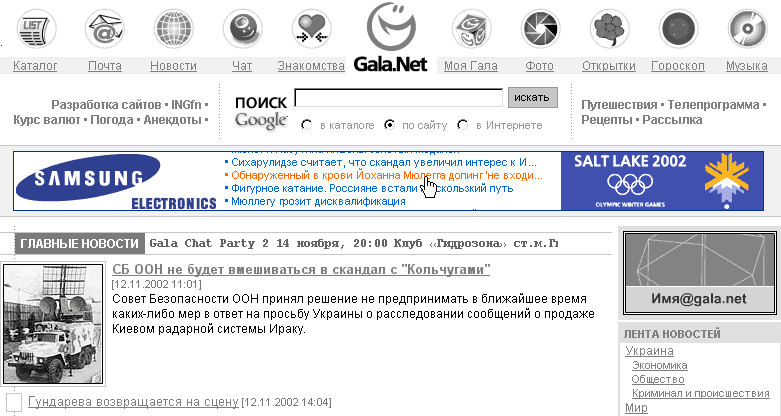 LIST
Gala.Net
Каталог Почта Новости Чат Знакомства Моя Гала Фото Открытки Гороскоп Музыка
Разработка сайтов • INGfn •
Курс валют • Погода • Анекдоты •
ПОИСК
Google
искать
в каталоге по сайту в Интернете
Путешествия • Телепрограмма •
Рецепты • Рассылка
SAMSUNG
ELECTRONICS
• Сихарулидзе считает, что скандал увеличил интерес к И...
• Обнаруженный в крови Йоханна Мюлегга допинг 'не входи...
• Фигурное катание. Россияне встали скользкий путь
• Мюллегу грозит дисквалификация
SALT LAKE 2002
OLYMPIC WINTER GAMES
ГЛАВНЫЕ НОВОСТИ
Gala Chat Party 2 14 ноября, 20:00 Клуб «Гидрозона» ст.м.Г
СБ ООН не будет вмешиваться в скандал с "Кольчугами"
[12.11.2002 11:01]
Совет Безопасности ООН принял решение не предпринимать в ближайшее время
каких-либо мер в ответ на просьбу Украины о расследовании сообщений о продаже
Киевом радарной системы Ираку.
Гундарева возвращается на сцену [12.11.2002 14:04]
Имя@gala.net
ЛЕНТА НОВОСТЕЙ
Украина
Экономика
Общество
Криминал и происшествия
Мир